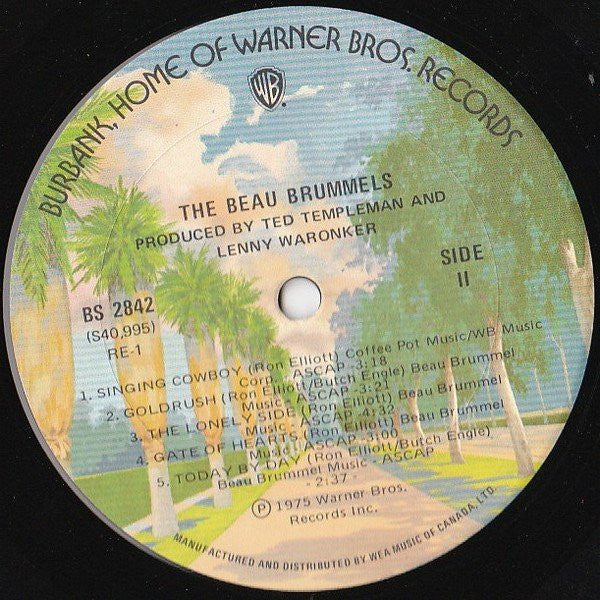 BURBANK, HOME OF WARNER BROS. RECORDS
WB
THE BEAU BRUMMELS
PRODUCED BY TED TEMPLEMAN AND
LENNY WARONKER
SIDE
II
BS 2842
(S40,995)
RE-1
1. SINGING COWBOY (Ron Elliott) Coffee Pot Music/WB Music
Corp. - ASCAP -3:18
2. GOLDRUSH (Ron Elliott/Butch Engle) Beau Brummel
Music - ASCAP -3:21
3. THE LONELY SIDE (Ron Elliott) Beau Brummel
Music - ASCAP - 4:32
4. GATE OF HEARTS (Ron Elliott) Beau Brummel
Music - ASCAP -3:00
5. TODAY BY DAY (Ron Elliott/Butch Engle)
Beau Brummel Music - ASCAP
- 2:37 -
Ⓟ 1975 Warner Bros.
Records Inc.
MANUFACTURED AND DISTRIBUTED BY WEA MUSIC OF CANADA, LTD.